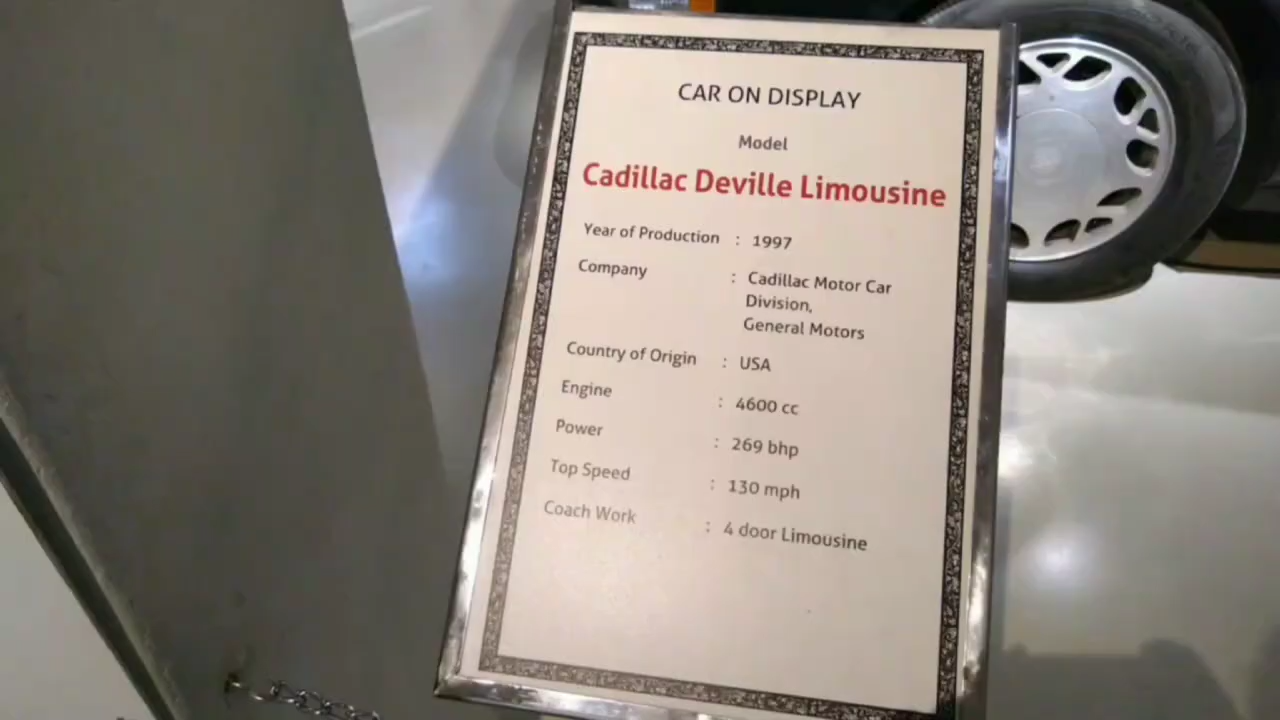 CAR ON DISPLAY
Model
Cadillac Deville Limousine
Year of Production : 1997
Company : Cadillac Motor Car
Division,
General Motors
Country of Origin : USA
Engine : 4600 cc
Power : 269 bhp
Top Speed : 130 mph
Coach Work : 4 door Limousine